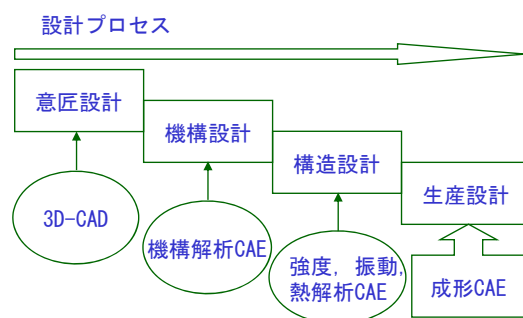 設計プロセス
意匠設計
機構設計
構造設計
生産設計
3D-CAD
機構解析CAE
強度, 振動,
熱解析CAE
成形CAE